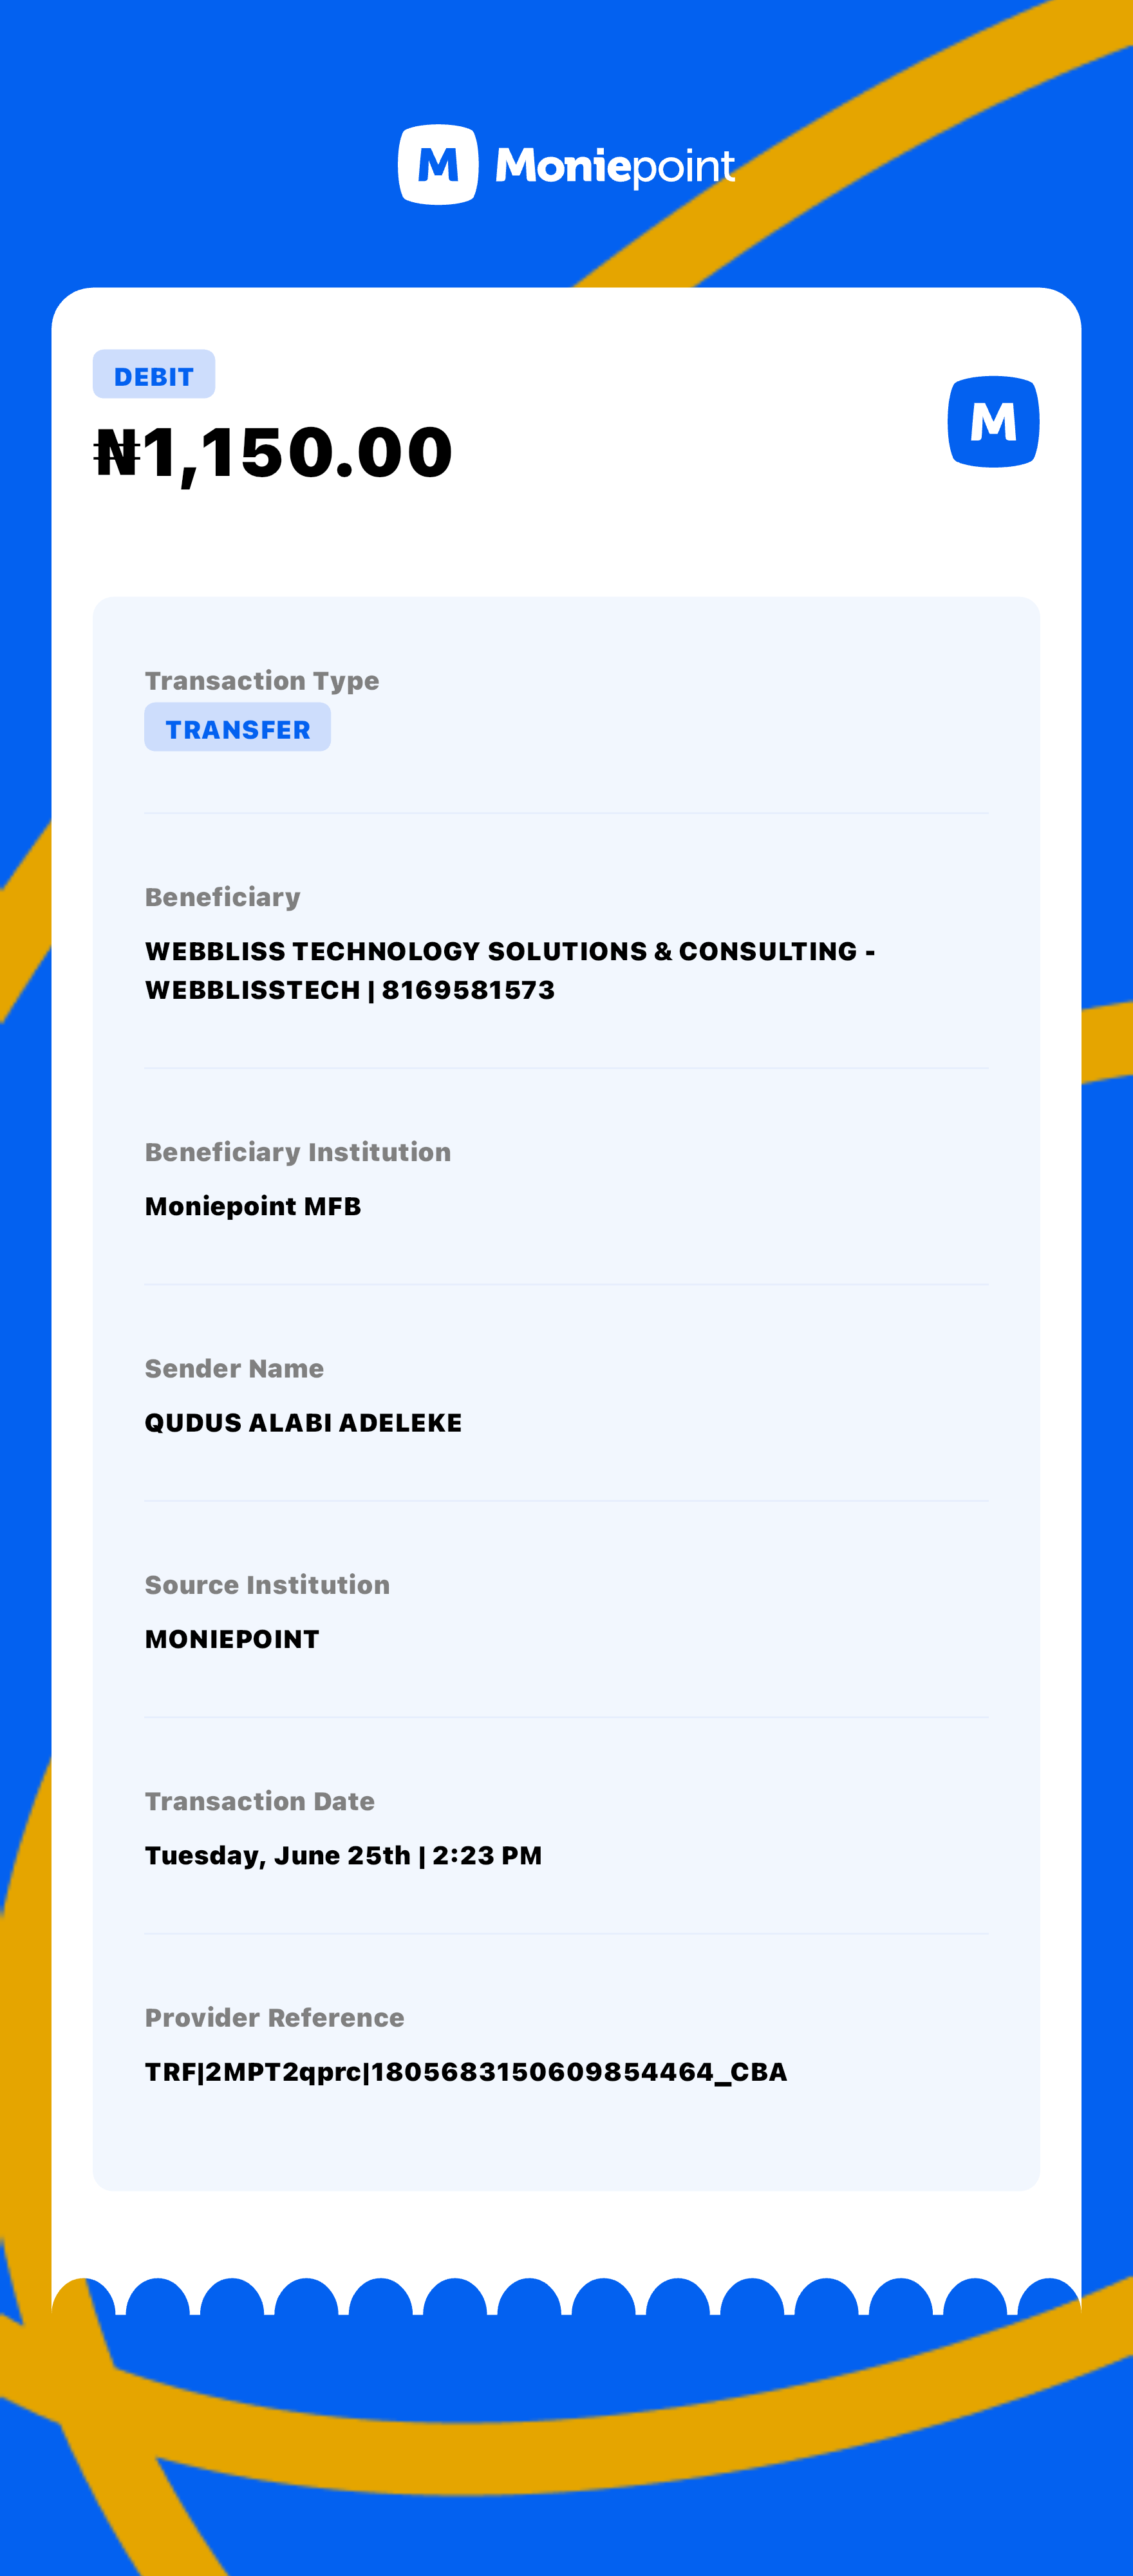 M Moniepoint
DEBIT
₦1,150.00
M
Transaction Type
TRANSFER
Beneficiary
WEBBLISS TECHNOLOGY SOLUTIONS & CONSULTING -
WEBBLISSTECH | 8169581573
Beneficiary Institution
Moniepoint MFB
Sender Name
QUDUS ALABI ADELEKE
Source Institution
MONIEPOINT
Transaction Date
Tuesday, June 25th | 2:23 PM
Provider Reference
TRF|2MPT2qprc|1805683150609854464_CBA